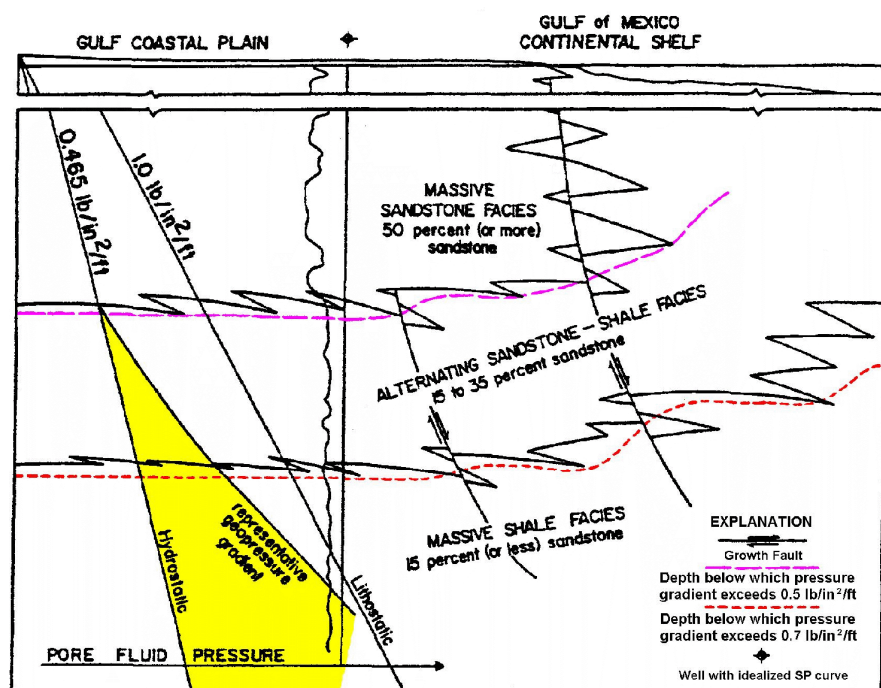 GULF COASTAL PLAIN
GULF of MEXICO
CONTINENTAL SHELF
0.465 lb/in²/ft
1.0 lb/in²/ft
MASSIVE
SANDSTONE FACIES
50 percent (or more)
sandstone
ALTERNATING SANDSTONE – SHALE FACIES
15 to 35 percent sandstone
MASSIVE SHALE FACIES
15 percent (or less) sandstone
representative
geopressure
gradient
Hydrostatic
Lithostatic
PORE FLUID PRESSURE
EXPLANATION
Growth Fault
Depth below which pressure
gradient exceeds 0.5 lb/in²/ft
Depth below which pressure
gradient exceeds 0.7 lb/in²/ft
Well with idealized SP curve